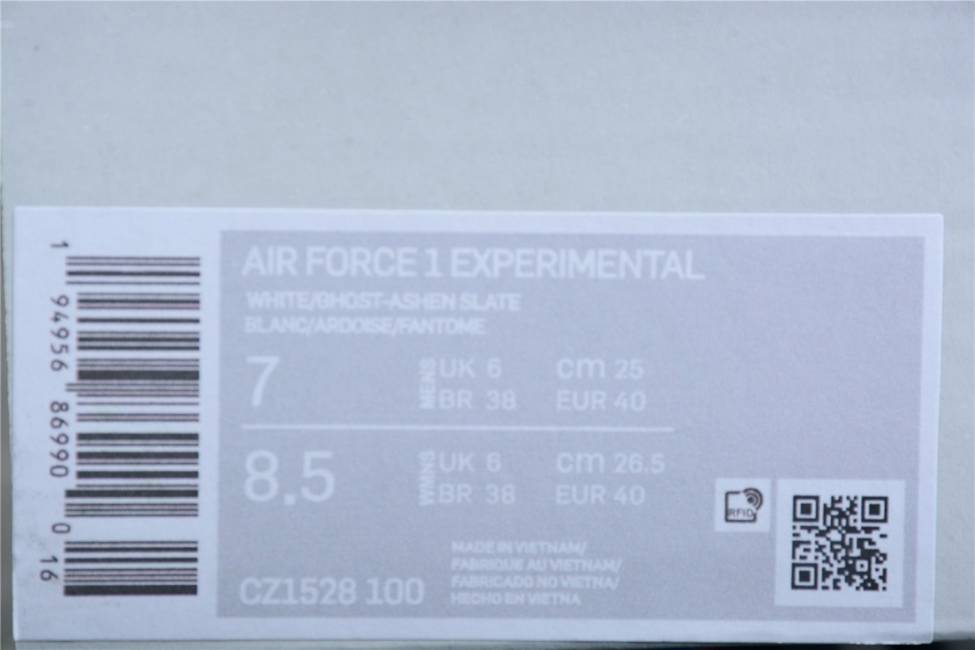 AIR FORCE 1 EXPERIMENTAL
WHITE/GHOST-ASHEN SLATE
BLANC/ARDOISE/FANTOME
7 MENS UK 6 cm 25
BR 38 EUR 40
8.5 WMNS UK 6 cm 26.5
BR 38 EUR 40
MADE IN VIETNAM/
FABRIQUE AU VIETNAM/
FABRICADO NO VIETNA/
HECHO EN VIETNA
CZ1528 100
RFID
1 94956 86990 0
16